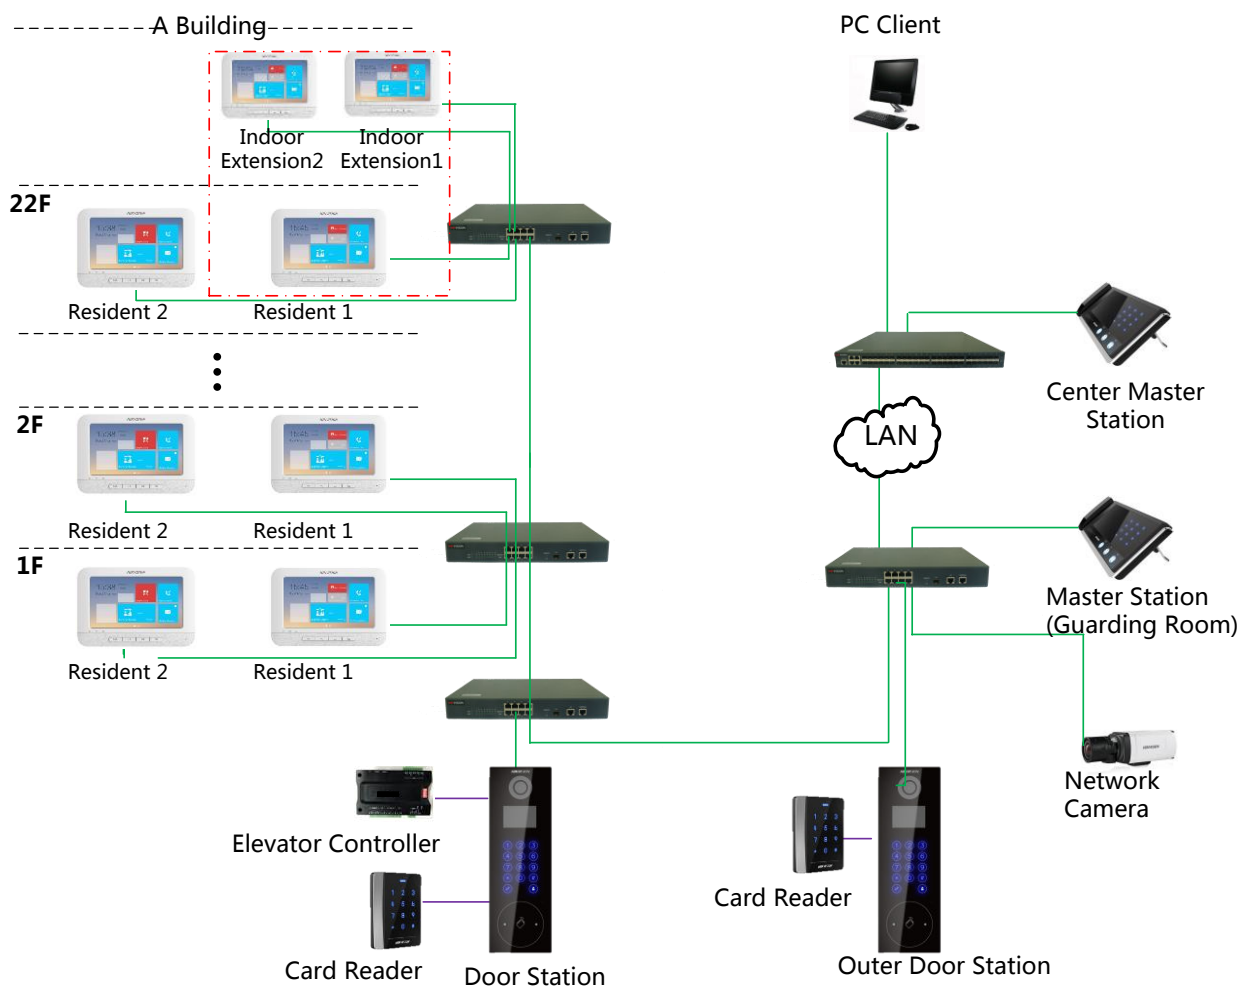 A Building
PC Client
Indoor
Extension2
Indoor
Extension1
22F
Resident 2
Resident 1
Center Master
Station
2F
LAN
Resident 2
Resident 1
1F
Master Station
(Guarding Room)
Resident 2
Resident 1
Network
Camera
Elevator Controller
Card Reader
Card Reader
Door Station
Outer Door Station